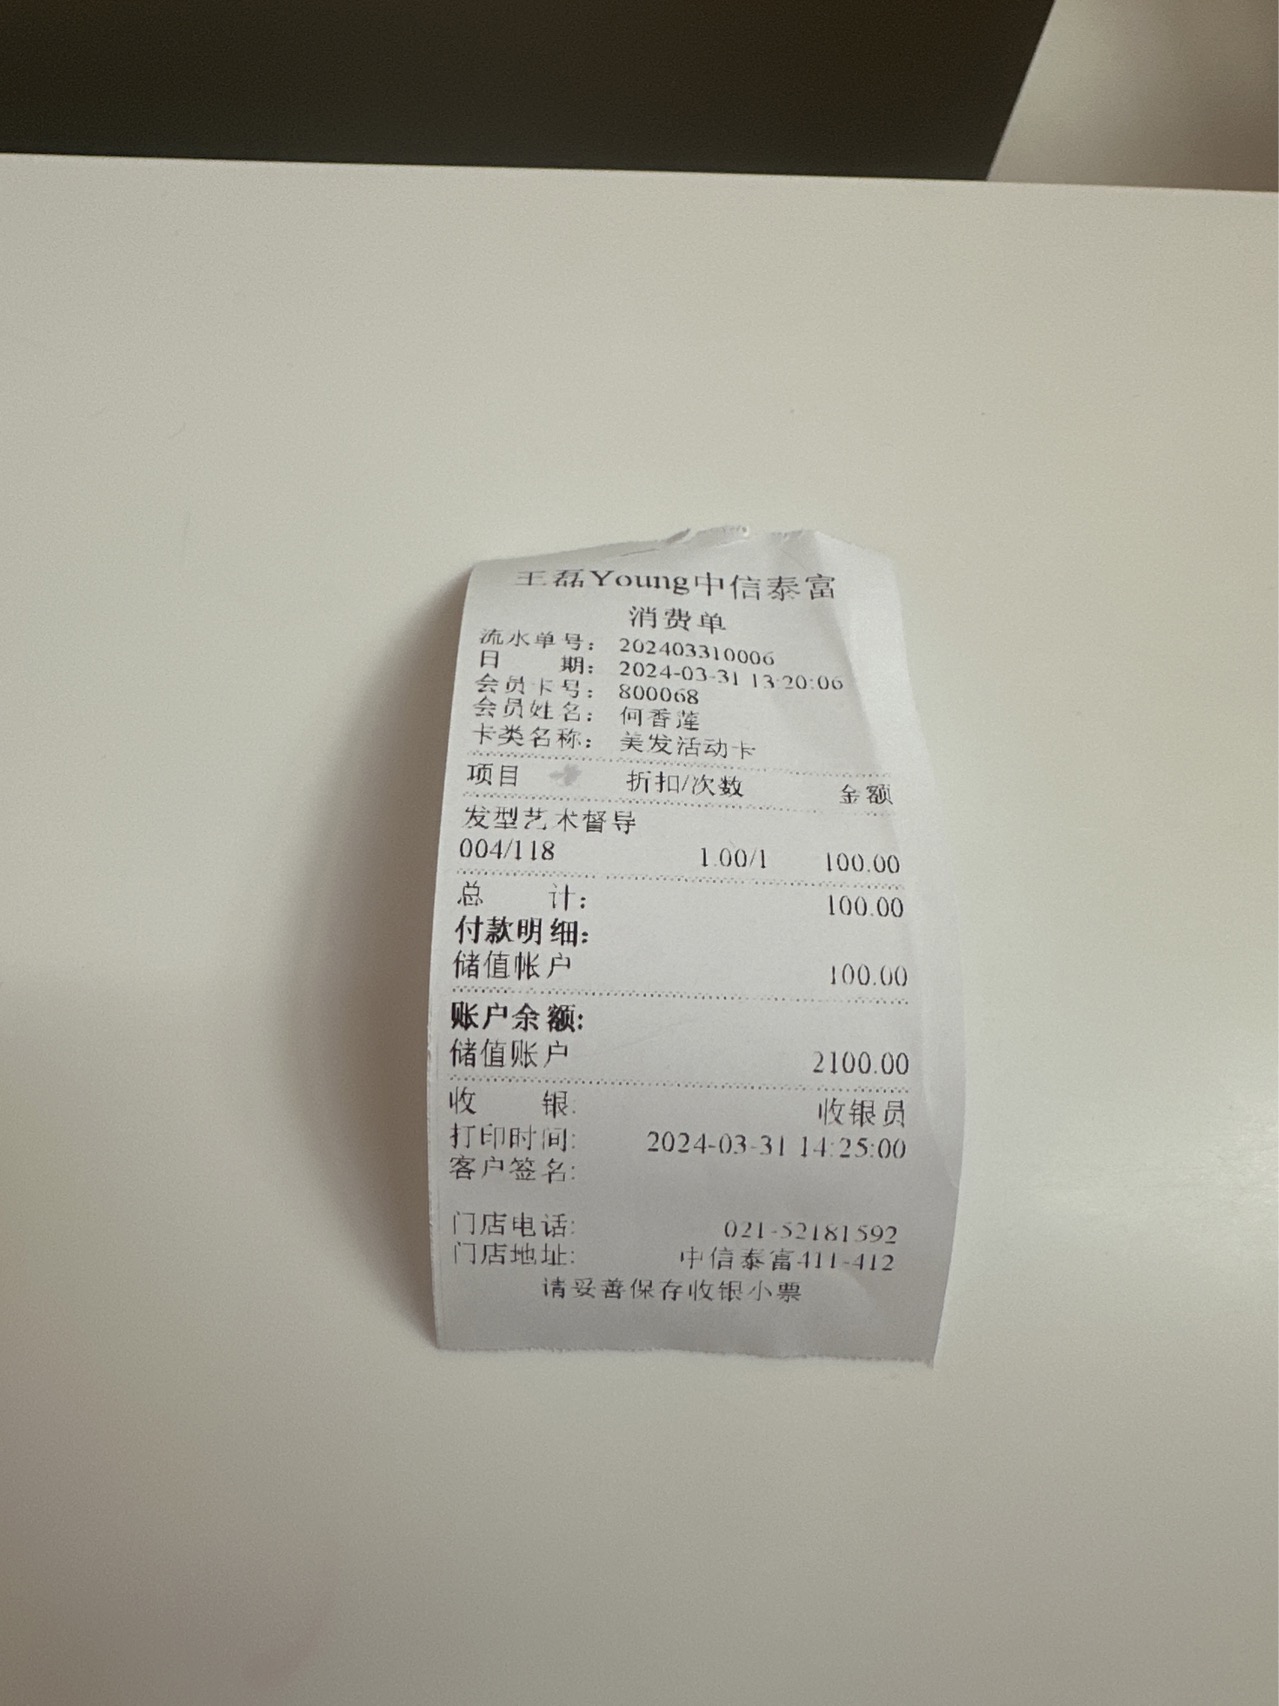 王磊Young中信泰富
消费单
流水单号： 202403310006
日 期： 2024-03-31 13:20:06
会员卡号： 800068
会员姓名： 何香莲
卡类名称： 美发活动卡
项目 折扣/次数 金额
发型艺术督导
004/118 1.00/1 100.00
总 计： 100.00
付款明细：
储值帐户 100.00
账户余额:
储值账户 2100.00
收 银: 收银员
打印时间: 2024-03-31 14:25:00
客户签名:
门店电话: 021-52181592
门店地址: 中信泰富411-412
请妥善保存收银小票